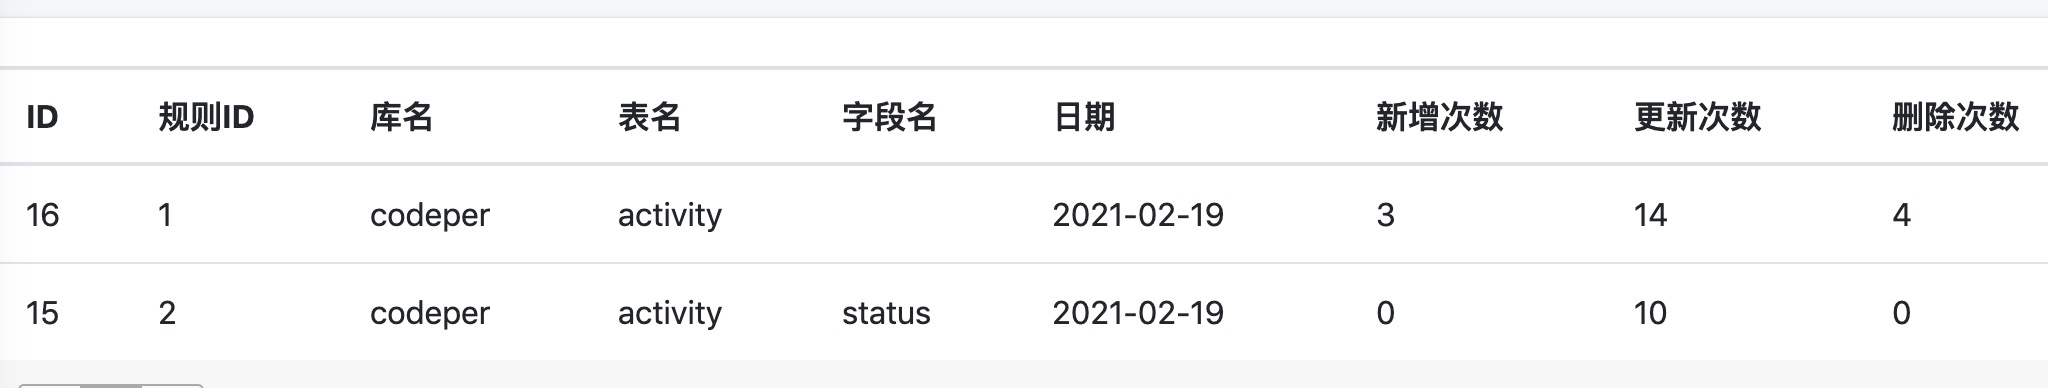 ID 规则ID 库名 表名 字段名 日期 新增次数 更新次数 删除次数
16 1 codeper activity 2021-02-19 3 14 4
15 2 codeper activity status 2021-02-19 0 10 0